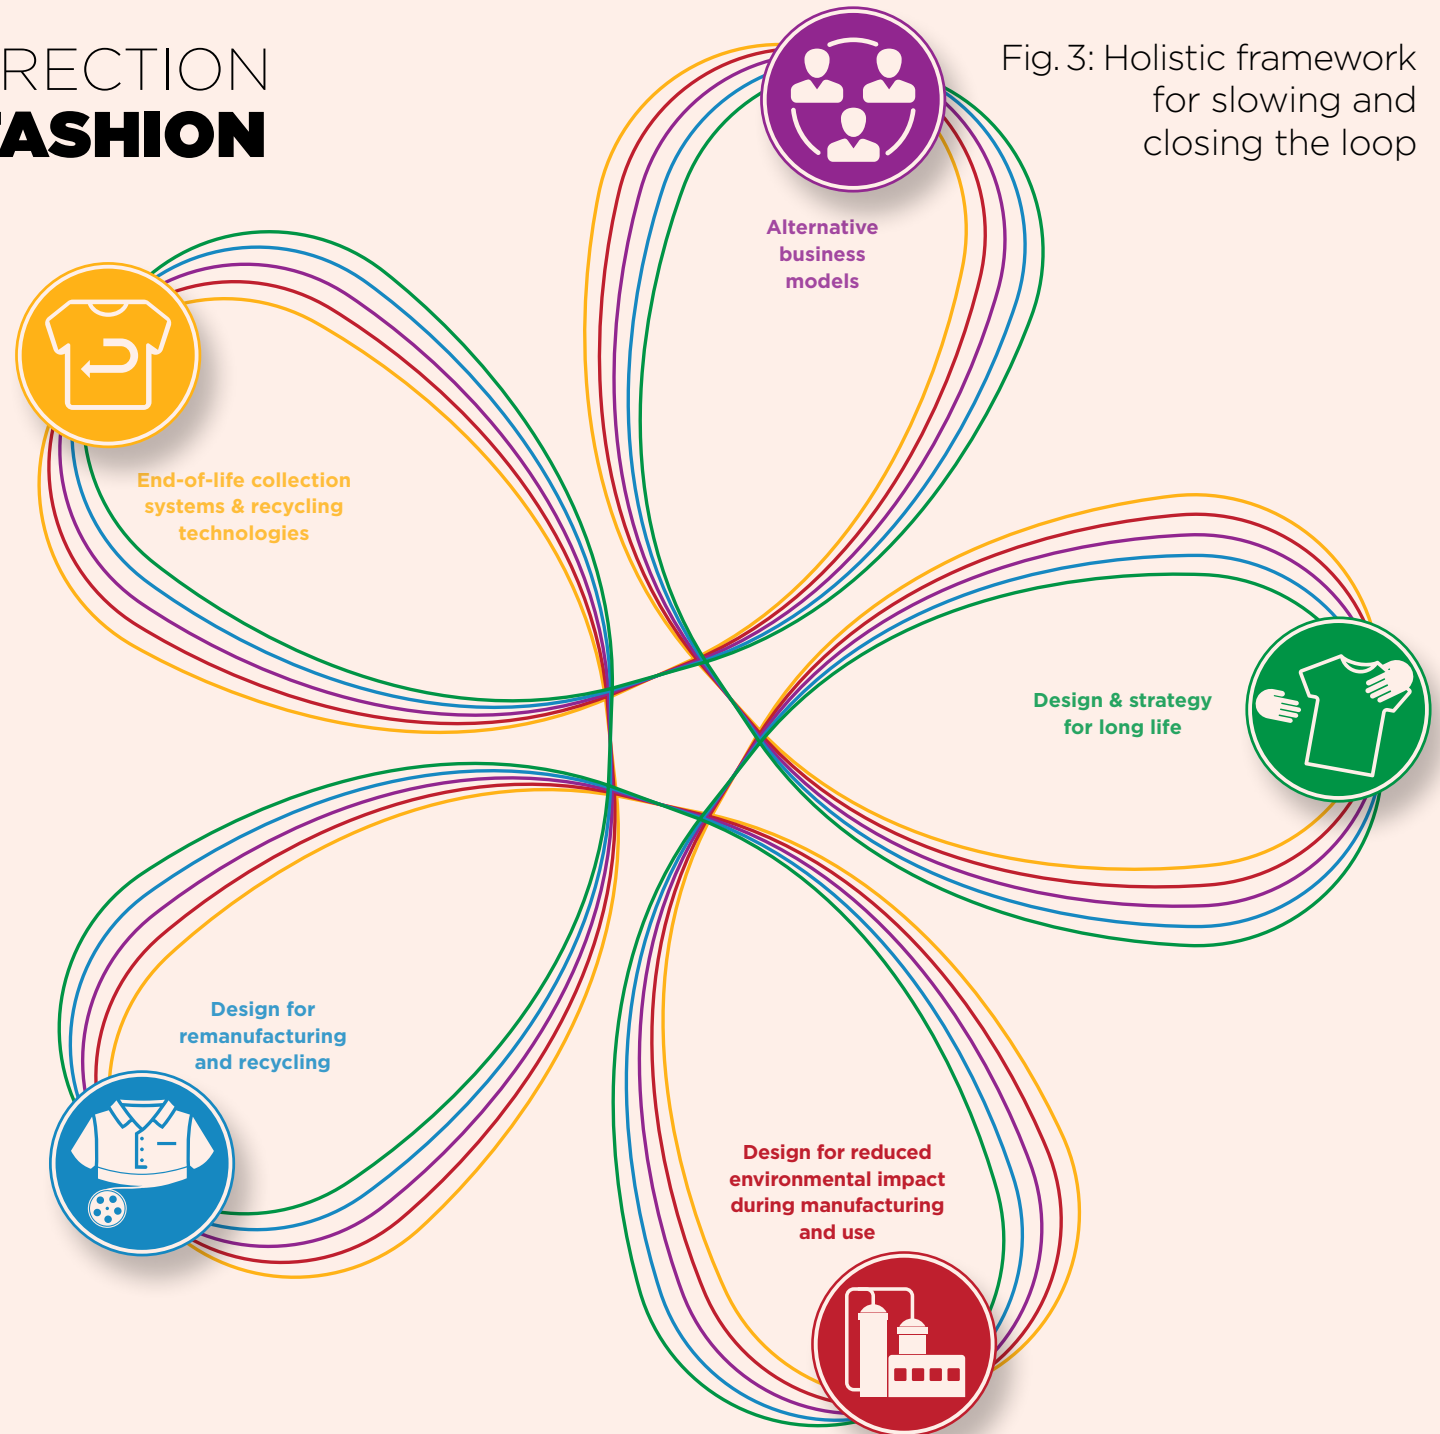 RECTION
FASHION
Fig. 3: Holistic framework
for slowing and
closing the loop
Alternative
business
models
End-of-life collection
systems & recycling
technologies
Design & strategy
for long life
Design for
remanufacturing
and recycling
Design for reduced
environmental impact
during manufacturing
and use